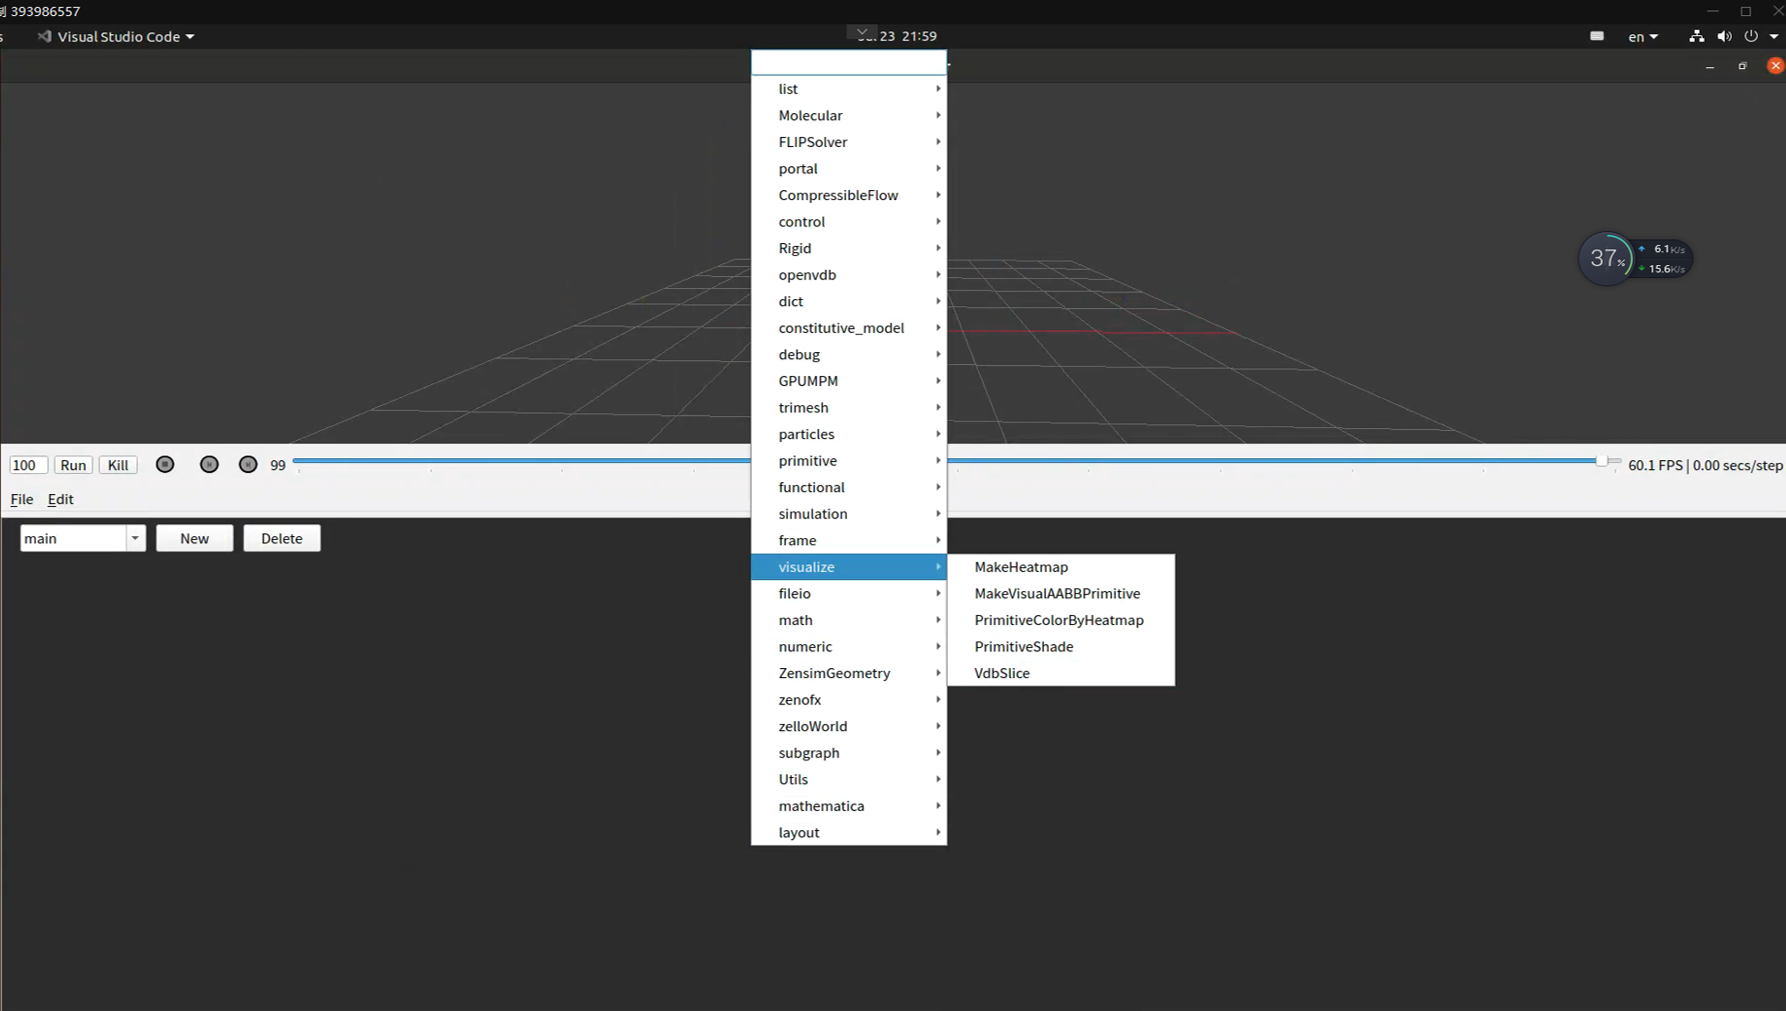 制 393986557
s Visual Studio Code 23 21:59 en
list
Molecular
FLIPSolver
portal
CompressibleFlow
control
Rigid
openvdb
dict
constitutive_model
debug
GPUMPM
trimesh
particles
primitive
functional
simulation
frame
visualize
fileio
math
numeric
ZensimGeometry
zenofx
zelloWorld
subgraph
Utils
mathematica
layout
MakeHeatmap
MakeVisualAABBPrimitive
PrimitiveColorByHeatmap
PrimitiveShade
VdbSlice
37%
6.1K/s
15.6K/s
100 Run Kill 99 60.1 FPS | 0.00 secs/step
File Edit
main New Delete